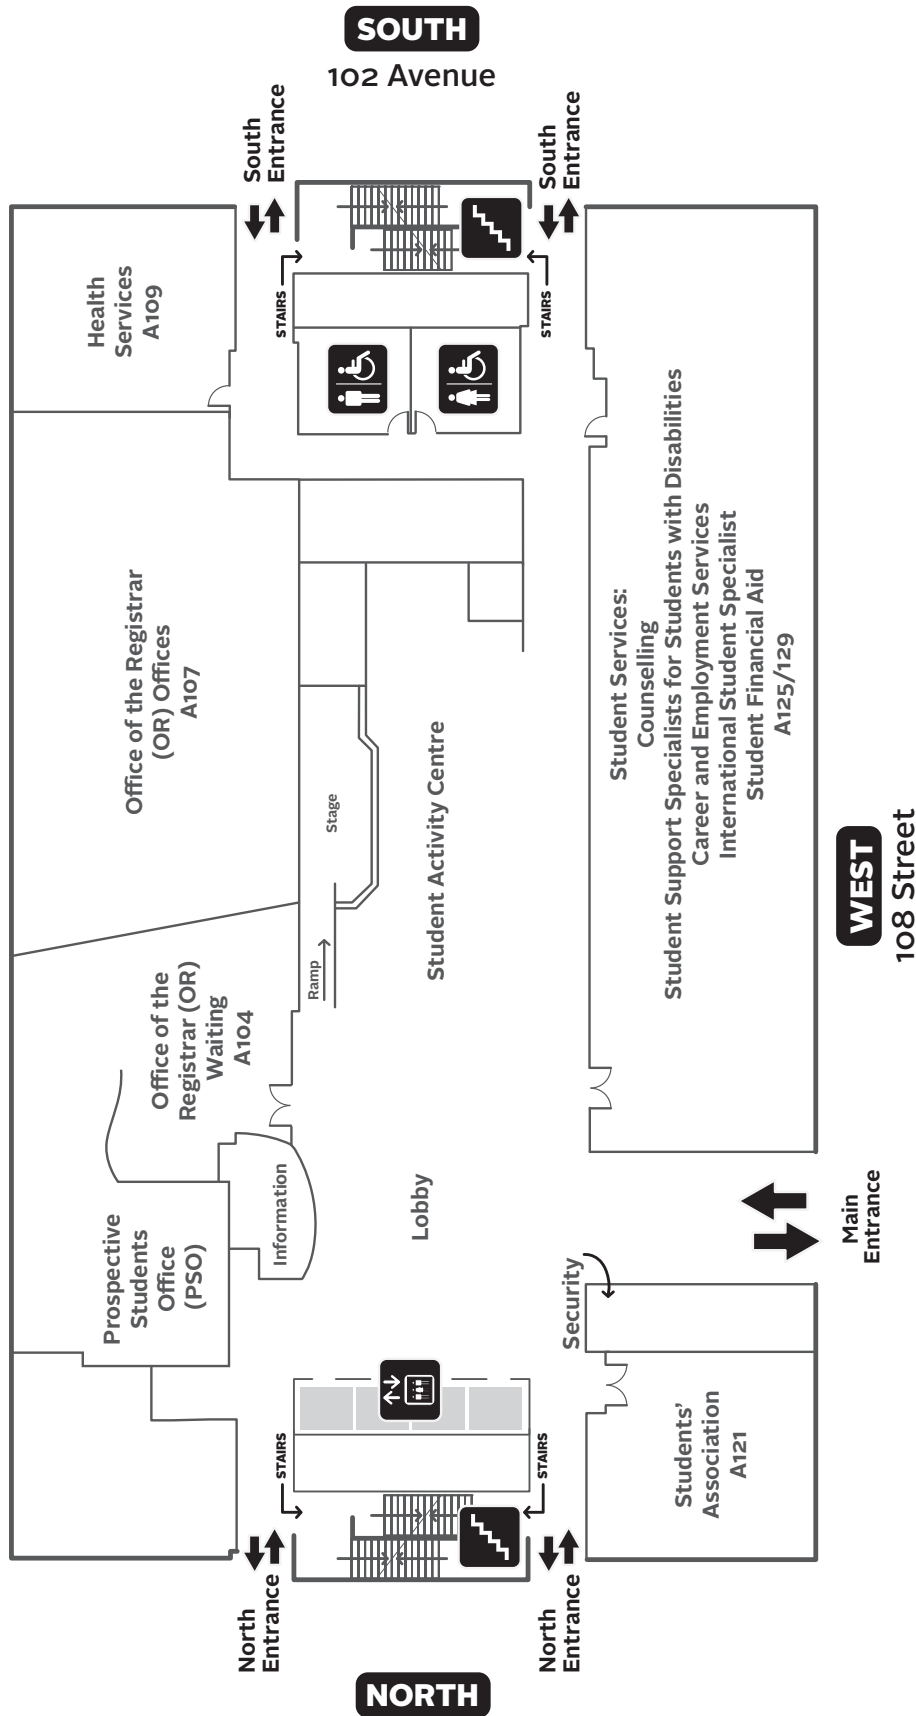 SOUTH
102 Avenue
South
Entrance
South
Entrance
STAIRS
STAIRS
Health
Services
A109
Office of the Registrar
(OR) Offices
A107
Student Services:
Counselling
Student Support Specialists for Students with Disabilities
Career and Employment Services
International Student Specialist
Student Financial Aid
A125/129
Stage
Student Activity Centre
Ramp
WEST
108 Street
Office of the
Registrar (OR)
Waiting
A104
Information
Lobby
Prospective
Students
Office
(PSO)
Main
Entrance
Security
Students'
Association
A121
STAIRS
STAIRS
North
Entrance
North
Entrance
NORTH